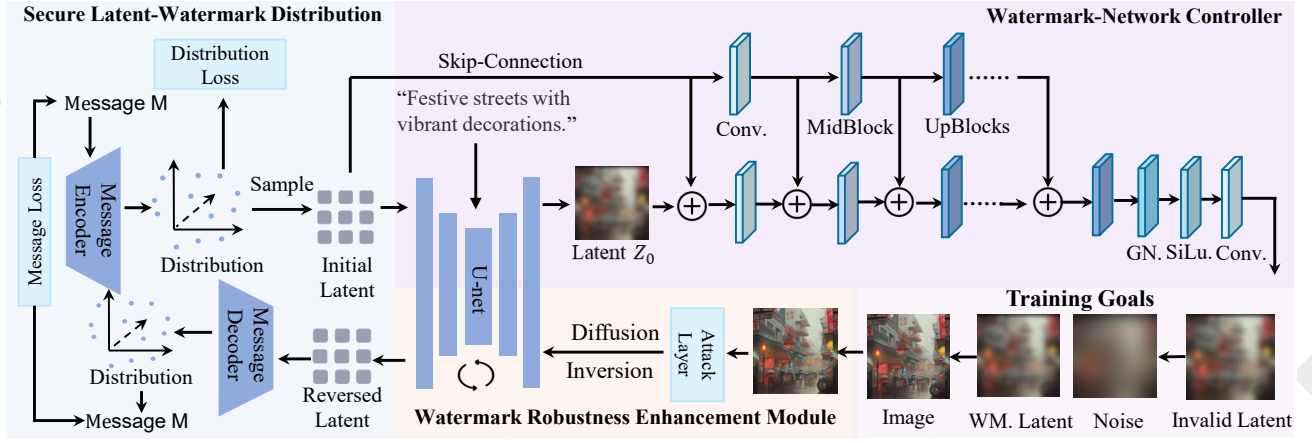 Secure Latent-Watermark Distribution
Watermark-Network Controller
Distribution
Loss
Message M
Message Loss
Message
Encoder
Distribution
Sample
Initial
Latent
Skip-Connection
“Festive streets with
vibrant decorations.”
U-net
Latent Z0
Conv.
MidBlock
UpBlocks
GN.
SiLu.
Conv.
Distribution
Message M
Message
Decoder
Reversed
Latent
Diffusion
Inversion
Attack
Layer
Watermark Robustness Enhancement Module
Training Goals
Image
WM. Latent
Noise
Invalid Latent